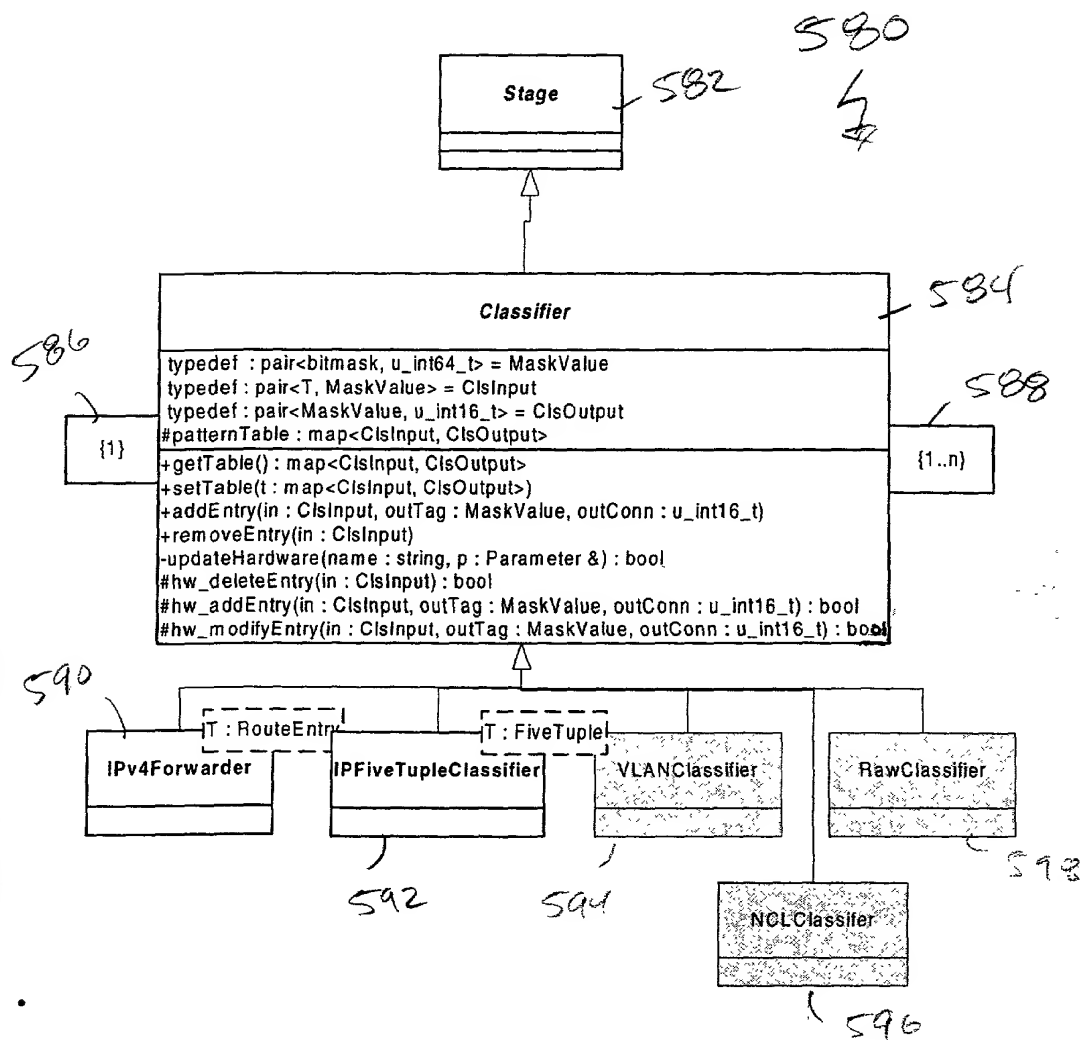 580
Stage
582
Classifier
584
586
typedef : pair<bitmask, u_int64_t> = MaskValue
typedef : pair<T, MaskValue> = ClsInput
typedef : pair<MaskValue, u_int16_t> = ClsOutput
#patternTable : map<ClsInput, ClsOutput>
588
{1}
{1..n}
+getTable() : map<ClsInput, ClsOutput>
+setTable(t : map<ClsInput, ClsOutput>)
+addEntry(in : ClsInput, outTag : MaskValue, outConn : u_int16_t)
+removeEntry(in : ClsInput)
-updateHardware(name : string, p : Parameter &) : bool
#hw_deleteEntry(in : ClsInput) : bool
#hw_addEntry(in : ClsInput, outTag : MaskValue, outConn : u_int16_t) : bool
#hw_modifyEntry(in : ClsInput, outTag : MaskValue, outConn : u_int16_t) : bool
590
T : RouteEntry
T : FiveTuple
IPv4Forwarder
IPFiveTupleClassifier
VLANClassifier
RawClassifier
592
594
598
NCLClassifer
596